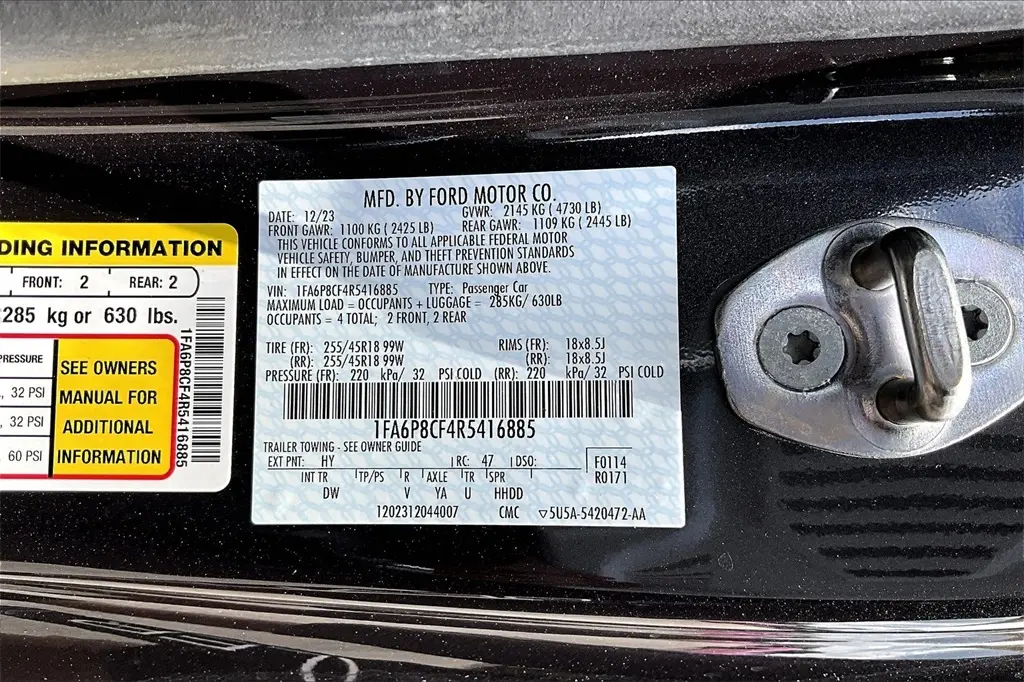 DING INFORMATION
FRONT: 2 REAR: 2
285 kg or 630 lbs.
PRESSURE
32 PSI
32 PSI
60 PSI
SEE OWNERS
MANUAL FOR
ADDITIONAL
INFORMATION
1FA6P8CF4R5416885
MFD. BY FORD MOTOR CO.
DATE: 12/23 GVWR: 2145 KG ( 4730 LB)
FRONT GAWR: 1100 KG ( 2425 LB) REAR GAWR: 1109 KG ( 2445 LB)
THIS VEHICLE CONFORMS TO ALL APPLICABLE FEDERAL MOTOR
VEHICLE SAFETY, BUMPER, AND THEFT PREVENTION STANDARDS
IN EFFECT ON THE DATE OF MANUFACTURE SHOWN ABOVE.
VIN: 1FA6P8CF4R5416885 TYPE: Passenger Car
MAXIMUM LOAD = OCCUPANTS + LUGGAGE = 285KG/ 630LB
OCCUPANTS = 4 TOTAL; 2 FRONT, 2 REAR
TIRE (FR): 255/45R18 99W RIMS (FR): 18x8.5J
(RR): 255/45R18 99W (RR): 18x8.5J
PRESSURE (FR): 220 kPa/ 32 PSI COLD (RR): 220 kPa/ 32 PSI COLD
1FA6P8CF4R5416885
TRAILER TOWING - SEE OWNER GUIDE
EXT PNT: HY RC: 47 DSO: F0114
R0171
INT TR TP/PS R AXLE TR SPR
DW V YA U HHDD
1202312044007 CMC ▽5U5A-5420472-AA